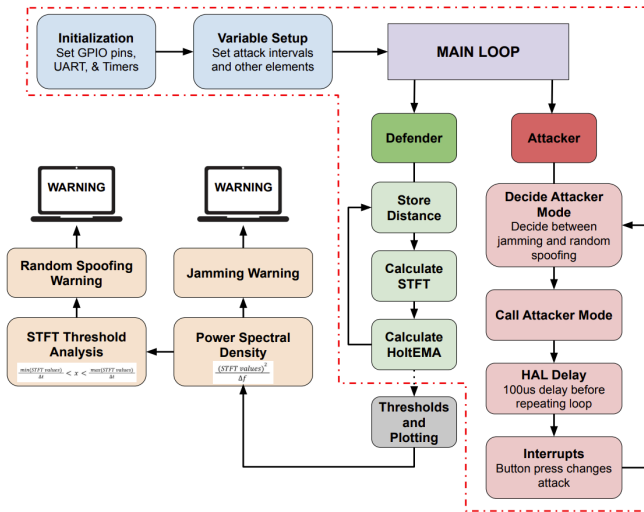 Initialization
Set GPIO pins,
UART, & Timers
Variable Setup
Set attack intervals
and other elements
MAIN LOOP
Defender
Attacker
WARNING
WARNING
Store
Distance
Decide Attacker
Mode
Decide between
jamming and random
spoofing
Random Spoofing
Warning
Jamming Warning
Calculate
STFT
Call Attacker Mode
STFT Threshold
Analysis
min(STFT values)/Δt < x < max(STFT values)/Δt
Power Spectral
Density
(STFT values)²/Δf
Calculate
HoltEMA
HAL Delay
100us delay before
repeating loop
Thresholds
and
Plotting
Interrupts
Button press changes
attack